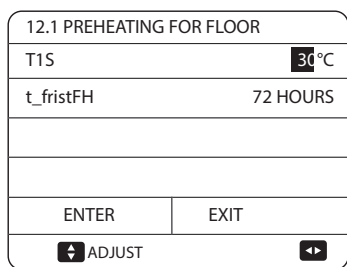 12.1 PREHEATING FOR FLOOR
T1S 30°C
t_fristFH 72 HOURS
ENTER EXIT
ADJUST